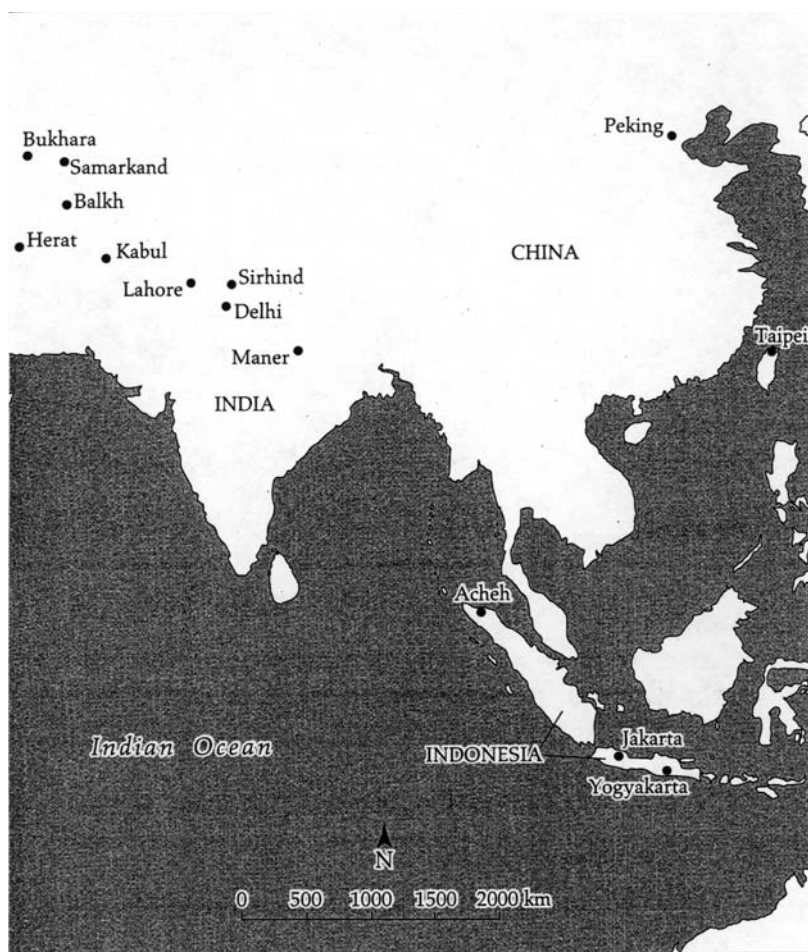 Peking
Bukhara
Samarkand
Balkh
Herat
Kabul
CHINA
Lahore
Sirhind
Delhi
Taipei
Maner
INDIA
Acheh
Indian Ocean
INDONESIA
Jakarta
Yogyakarta
N
0 500 1000 1500 2000 km